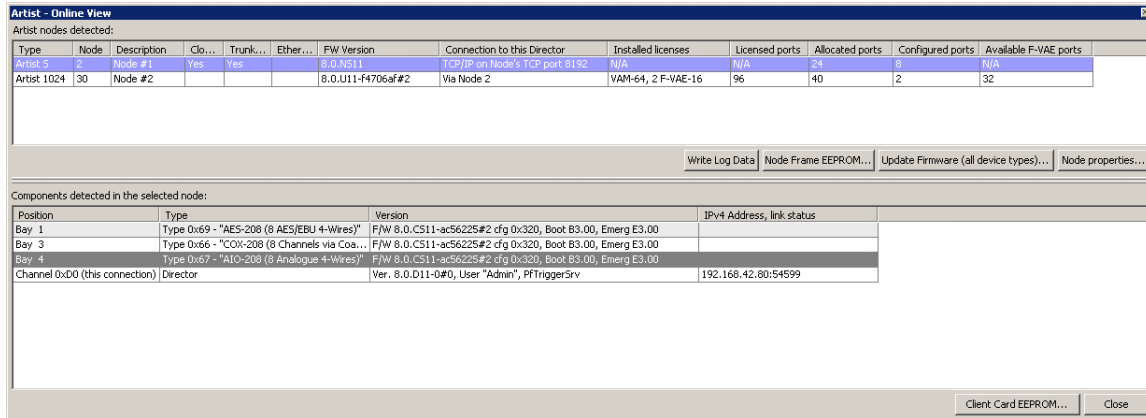 Artist - Online View
Artist nodes detected:
Type Node Description Clo... Trunk... Ether... FW Version Connection to this Director Installed licenses Licensed ports Allocated ports Configured ports Available F-VAE ports
Artist S 2 Node #1 Yes Yes 8.0.NS11 TCP/IP on Node's TCP port 8192 N/A N/A 24 8 N/A
Artist 1024 30 Node #2 8.0.U11-f4706af#2 Via Node 2 VAM-64, 2 F-VAE-16 96 40 2 32
Write Log Data Node Frame EEPROM... Update Firmware (all device types)... Node properties...
Components detected in the selected node:
Position Type Version IPv4 Address, link status
Bay 1 Type 0x69 - "AES-208 (8 AES/EBU 4-Wires)" F/W 8.0.CS11-ac56225#2 cfg 0x320, Boot B3.00, Emerg E3.00
Bay 3 Type 0x66 - "COX-208 (8 Channels via Coa... F/W 8.0.CS11-ac56225#2 cfg 0x320, Boot B3.00, Emerg E3.00
Bay 4 Type 0x67 - "AIO-208 (8 Analogue 4-Wires)" F/W 8.0.CS11-ac56225#2 cfg 0x320, Boot B3.00, Emerg E3.00
Channel 0xD0 (this connection) Director Ver. 8.0.D11-0#0, User "Admin", PfTriggerSrv 192.168.42.80:54599
Client Card EEPROM... Close